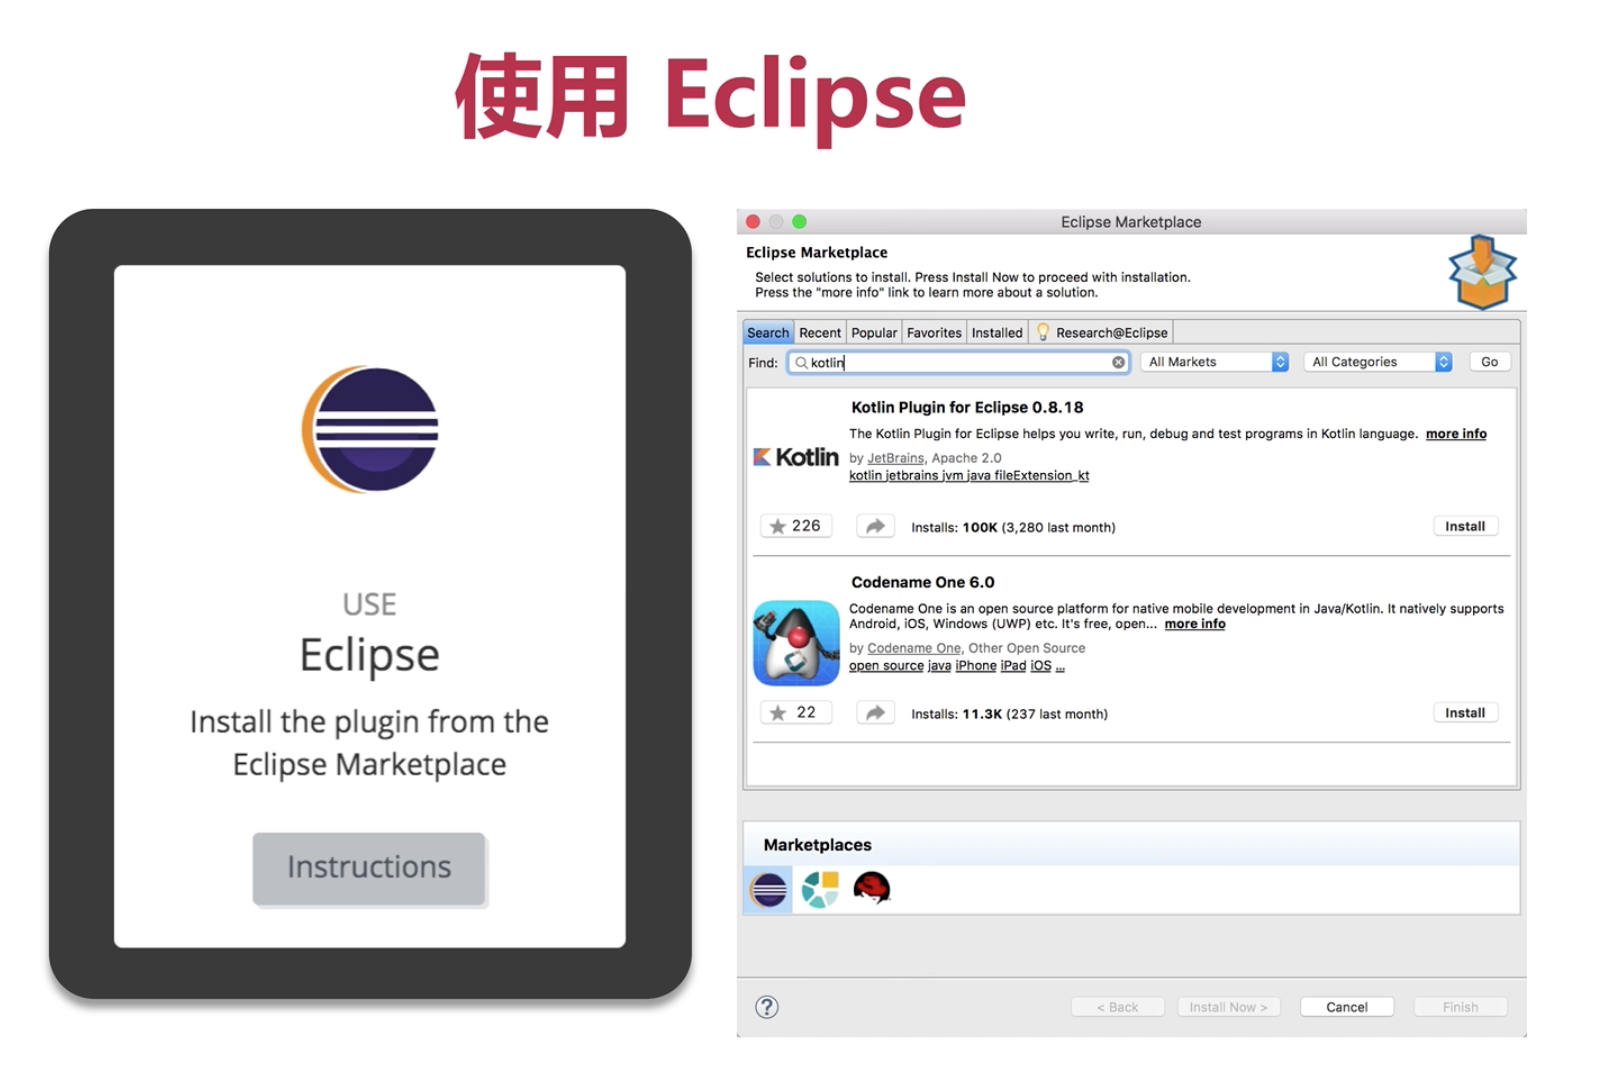 使用 Eclipse
USE
Eclipse
Install the plugin from the
Eclipse Marketplace
Instructions
Eclipse Marketplace
Eclipse Marketplace
Select solutions to install. Press Install Now to proceed with installation.
Press the "more info" link to learn more about a solution.
Search Recent Popular Favorites Installed Research@Eclipse
Find: kotlin All Markets All Categories Go
Kotlin Plugin for Eclipse 0.8.18
The Kotlin Plugin for Eclipse helps you write, run, debug and test programs in Kotlin language. more info
Kotlin
by JetBrains, Apache 2.0
kotlin jetbrains jvm java fileExtension_kt
226 Installs: 100K (3,280 last month) Install
Codename One 6.0
Codename One is an open source platform for native mobile development in Java/Kotlin. It natively supports
Android, iOS, Windows (UWP) etc. It's free, open... more info
by Codename One, Other Open Source
open source java iPhone iPad iOS ...
22 Installs: 11.3K (237 last month) Install
Marketplaces
? < Back Install Now > Cancel Finish